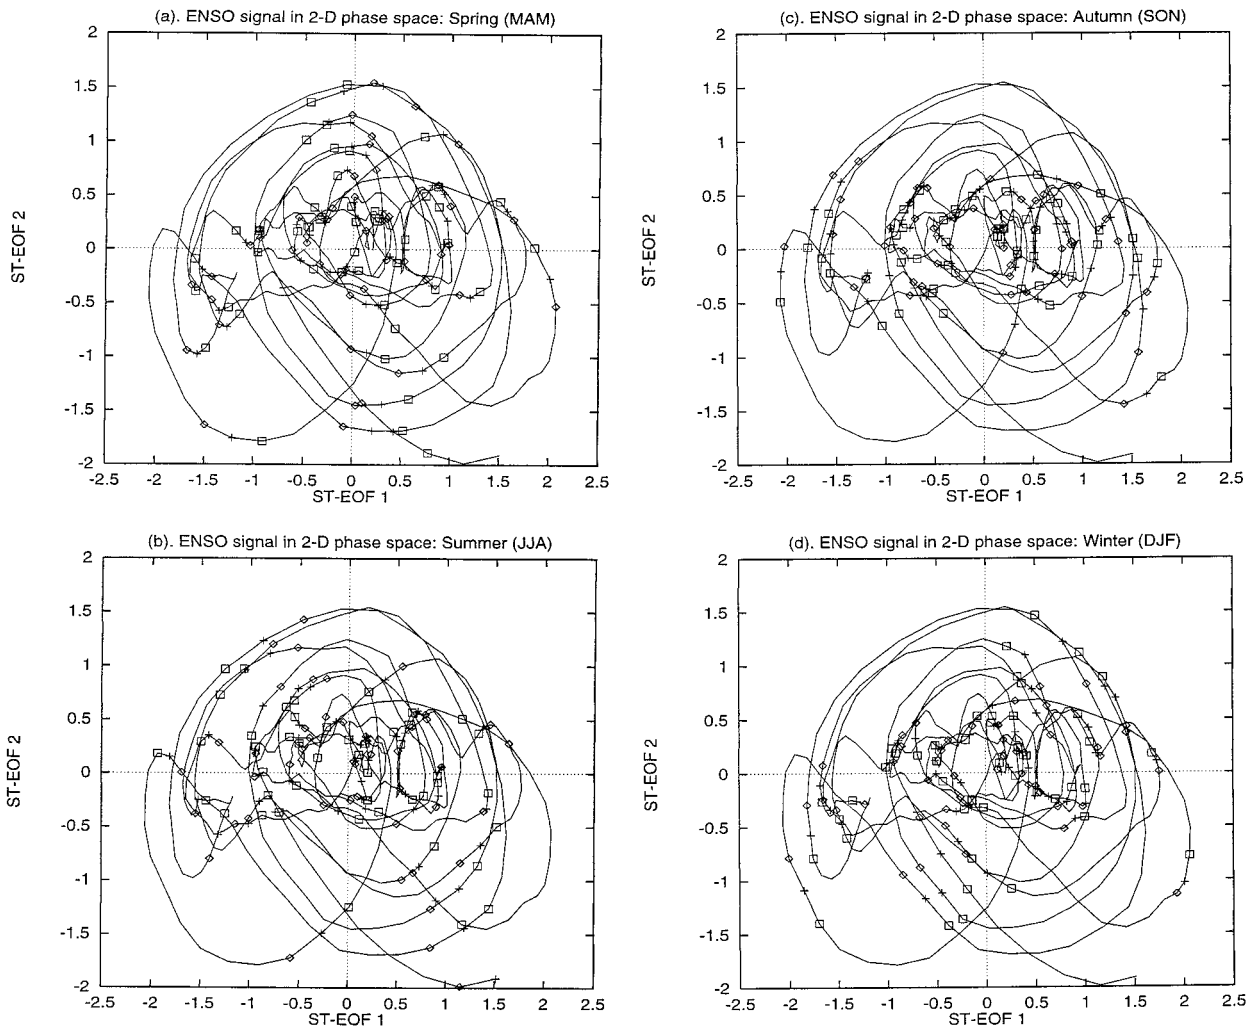 (a). ENSO signal in 2-D phase space: Spring (MAM)
2
1.5
1
0.5
0
-0.5
-1
-1.5
-2
ST-EOF 2
-2.5 -2 -1.5 -1 -0.5 0 0.5 1 1.5 2 2.5
ST-EOF 1
(c). ENSO signal in 2-D phase space: Autumn (SON)
2
1.5
1
0.5
0
-0.5
-1
-1.5
-2
ST-EOF 2
-2.5 -2 -1.5 -1 -0.5 0 0.5 1 1.5 2 2.5
ST-EOF 1
(b). ENSO signal in 2-D phase space: Summer (JJA)
2
1.5
1
0.5
0
-0.5
-1
-1.5
-2
ST-EOF 2
-2.5 -2 -1.5 -1 -0.5 0 0.5 1 1.5 2 2.5
ST-EOF 1
(d). ENSO signal in 2-D phase space: Winter (DJF)
2
1.5
1
0.5
0
-0.5
-1
-1.5
-2
ST-EOF 2
-2.5 -2 -1.5 -1 -0.5 0 0.5 1 1.5 2 2.5
ST-EOF 1